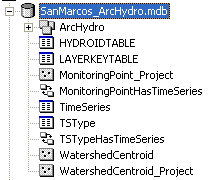 SanMarcos_ArcHydro.mdb
ArcHydro
HYDROIDTABLE
LAYERKEYTABLE
MonitoringPoint_Project
MonitoringPointHasTimeSeries
TimeSeries
TSType
TSTypeHasTimeSeries
WatershedCentroid
WatershedCentroid_Project